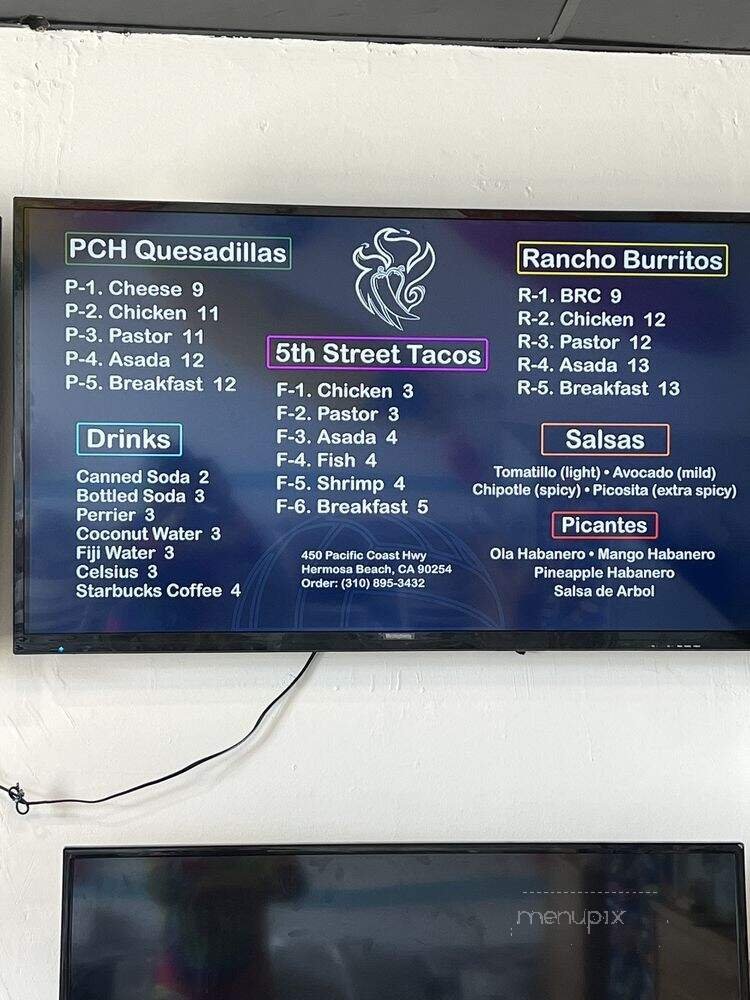 PCH Quesadillas
P-1. Cheese 9
P-2. Chicken 11
P-3. Pastor 11
P-4. Asada 12
P-5. Breakfast 12
Drinks
Canned Soda 2
Bottled Soda 3
Perrier 3
Coconut Water 3
Fiji Water 3
Celsius 3
Starbucks Coffee 4
5th Street Tacos
F-1. Chicken 3
F-2. Pastor 3
F-3. Asada 4
F-4. Fish 4
F-5. Shrimp 4
F-6. Breakfast 5
450 Pacific Coast Hwy
Hermosa Beach, CA 90254
Order: (310) 895-3432
Rancho Burritos
R-1. BRC 9
R-2. Chicken 12
R-3. Pastor 12
R-4. Asada 13
R-5. Breakfast 13
Salsas
Tomatillo (light) • Avocado (mild)
Chipotle (spicy) • Picosita (extra spicy)
Picantes
Ola Habanero • Mango Habanero
Pineapple Habanero
Salsa de Arbol
Westinghouse
menupix